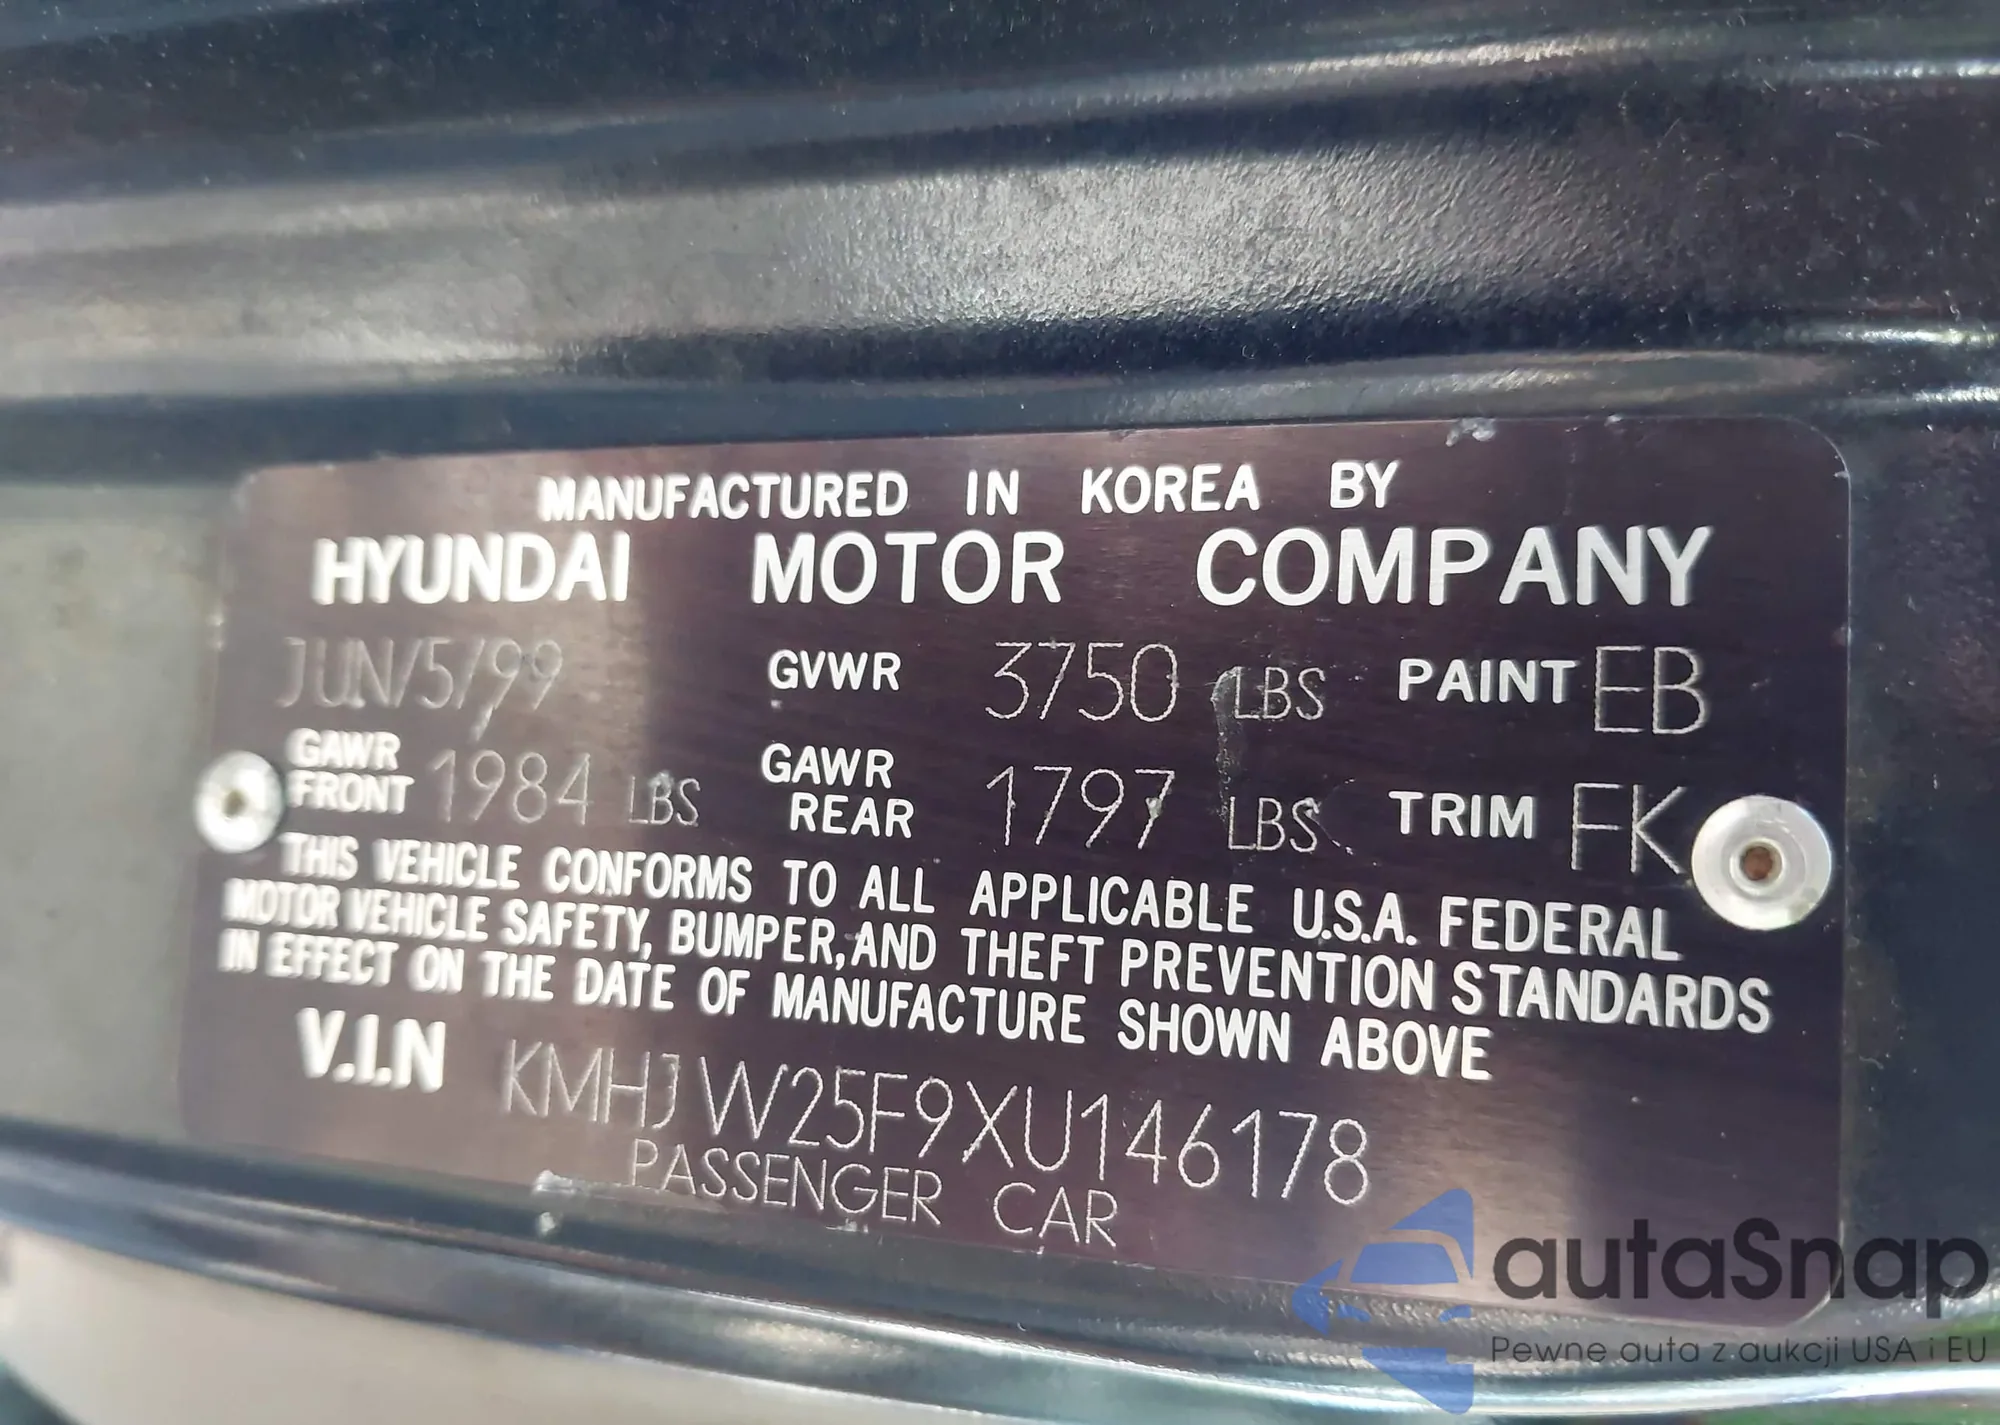 MANUFACTURED IN KOREA BY
HYUNDAI MOTOR COMPANY
JUN/5/99 GVWR 3750 LBS PAINT EB
GAWR FRONT 1984 LBS GAWR REAR 1797 LBS TRIM FK
THIS VEHICLE CONFORMS TO ALL APPLICABLE U.S.A. FEDERAL
MOTOR VEHICLE SAFETY, BUMPER, AND THEFT PREVENTION STANDARDS
IN EFFECT ON THE DATE OF MANUFACTURE SHOWN ABOVE
V.I.N KMHJW25F9XU146178
PASSENGER CAR
autaSnap
Pewne auta z aukcji USA i EU